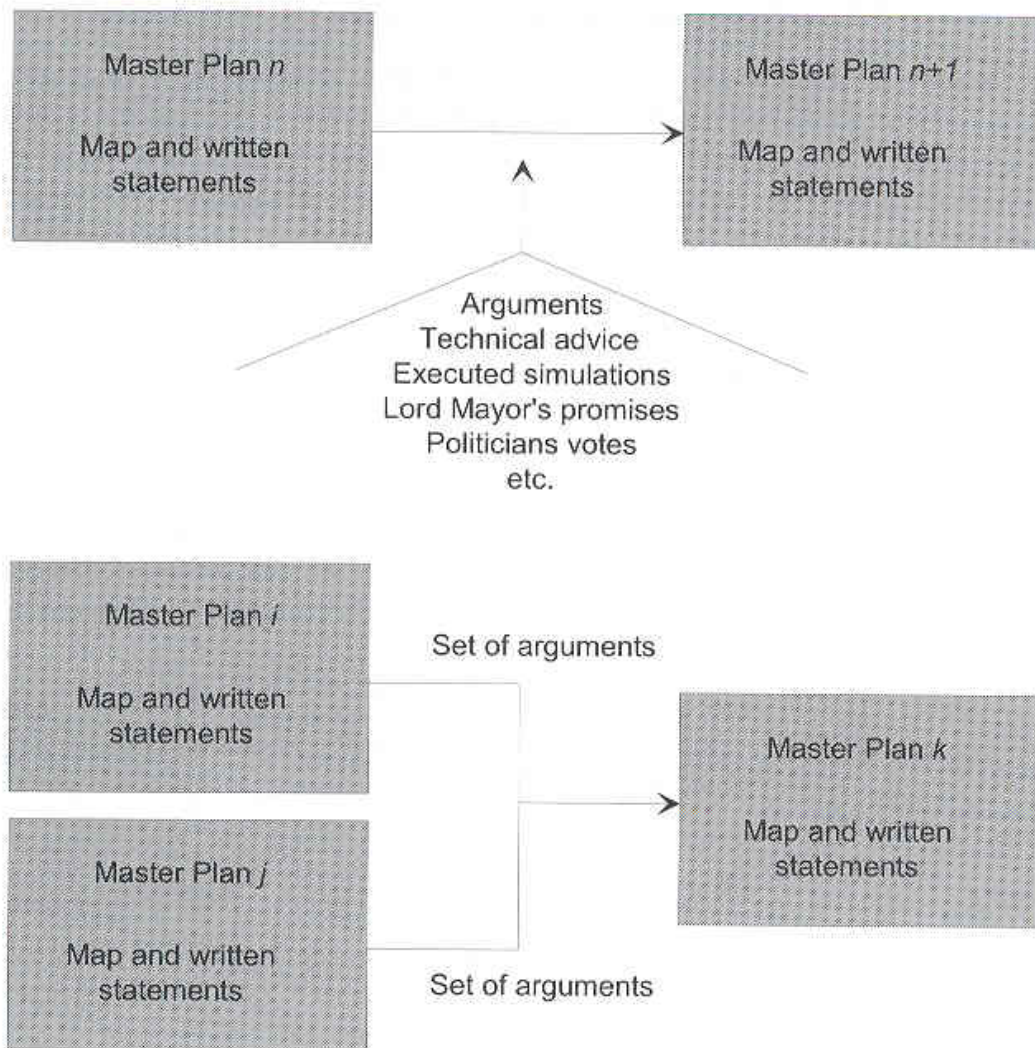 Master Plan n
Map and written
statements
Master Plan n+1
Map and written
statements
Arguments
Technical advice
Executed simulations
Lord Mayor's promises
Politicians votes
etc.
Master Plan i
Map and written
statements
Set of arguments
Master Plan j
Map and written
statements
Set of arguments
Master Plan k
Map and written
statements